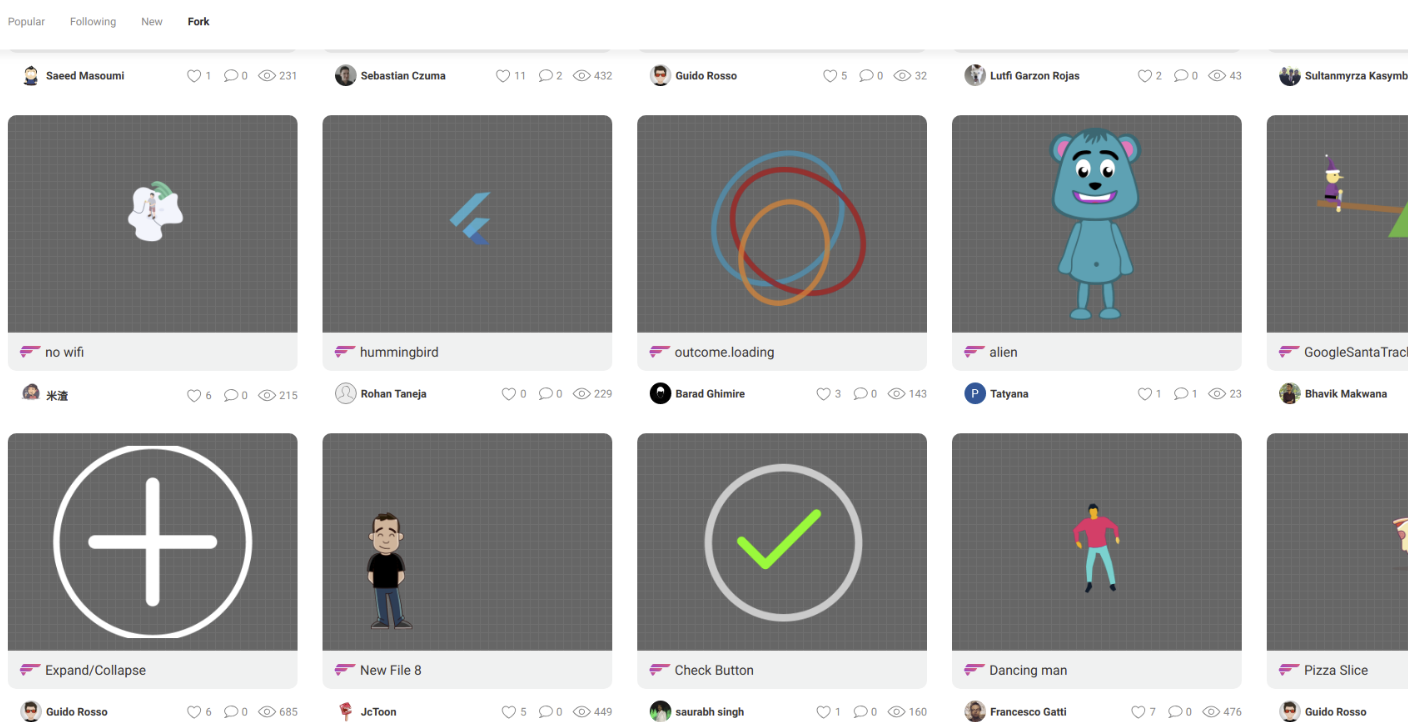 Popular Following New Fork
Saeed Masoumi 1 0 231 Sebastian Czuma 11 2 432 Guido Rosso 5 0 32 Lutfi Garzon Rojas 2 0 43 Sultanmyrza Kasymb
no wifi hummingbird outcome.loading alien GoogleSantaTrack
米渣 6 0 215 Rohan Taneja 0 0 229 Barad Ghimire 3 0 143 P Tatyana 1 1 23 Bhavik Makwana
Expand/Collapse New File 8 Check Button Dancing man Pizza Slice
Guido Rosso 6 0 685 JcToon 5 0 449 saurabh singh 1 0 160 Francesco Gatti 7 0 476 Guido Rosso